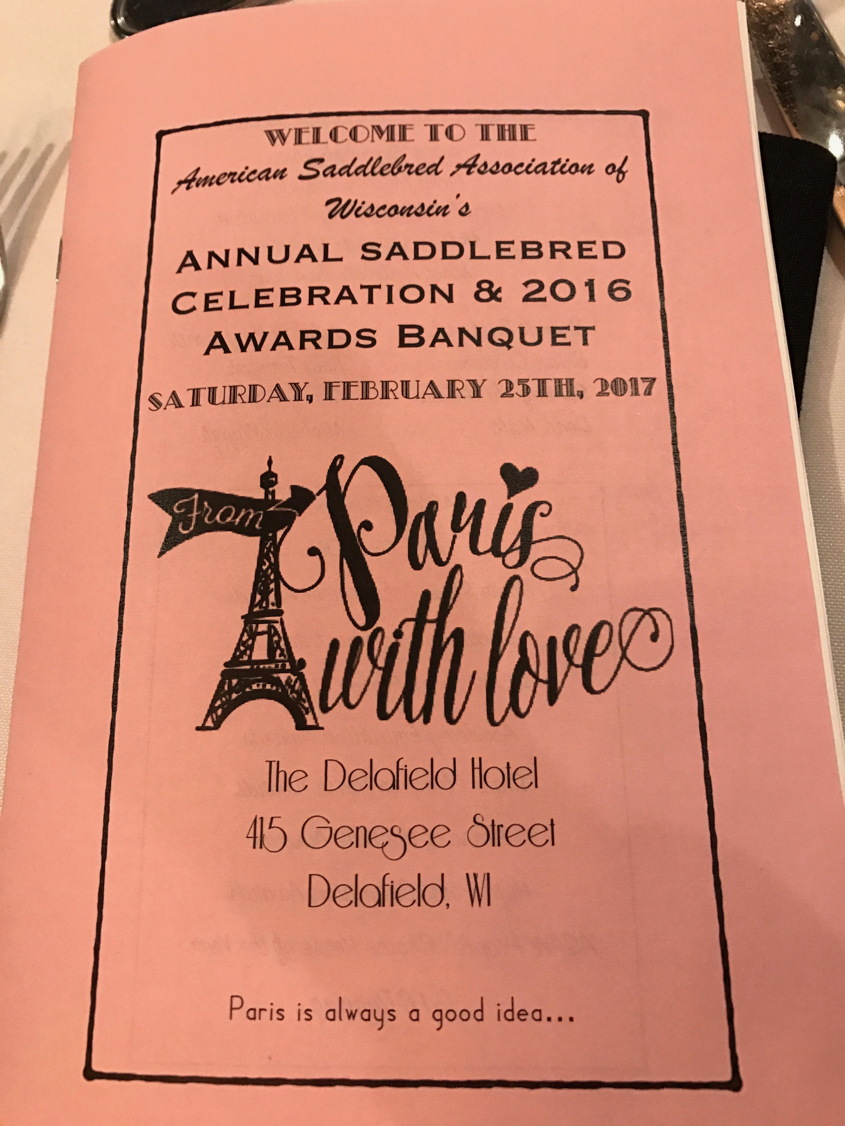 WELCOME TO THE
American Saddlebred Association of
Wisconsin's
ANNUAL SADDLEBRED
CELEBRATION & 2016
AWARDS BANQUET
SATURDAY, FEBRUARY 25TH, 2017
From
Paris
with love
The Delafield Hotel
415 Genesee Street
Delafield, WI
Paris is always a good idea...